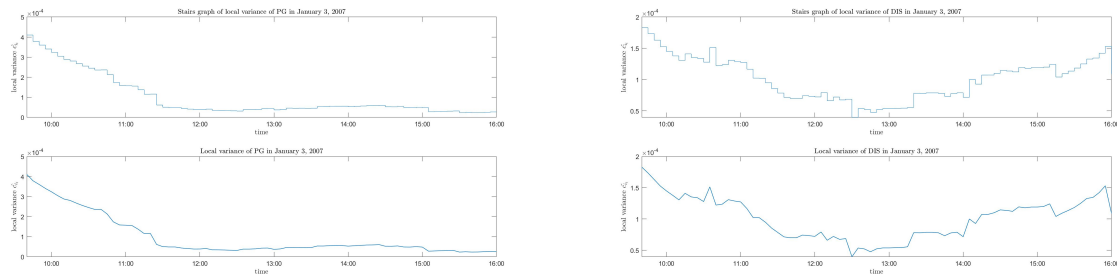 Stairs graph of local variance of PG in January 3, 2007
×10⁻⁴
5
4
3
2
1
0
local variance ĉᵢ
10:00 11:00 12:00 13:00 14:00 15:00 16:00
time
Local variance of PG in January 3, 2007
×10⁻⁴
5
4
3
2
1
0
local variance ĉᵢ
10:00 11:00 12:00 13:00 14:00 15:00 16:00
time
Stairs graph of local variance of DIS in January 3, 2007
×10⁻⁴
2
1.5
1
0.5
local variance ĉᵢ
10:00 11:00 12:00 13:00 14:00 15:00 16:00
time
Local variance of DIS in January 3, 2007
×10⁻⁴
2
1.5
1
0.5
local variance ĉᵢ
10:00 11:00 12:00 13:00 14:00 15:00 16:00
time